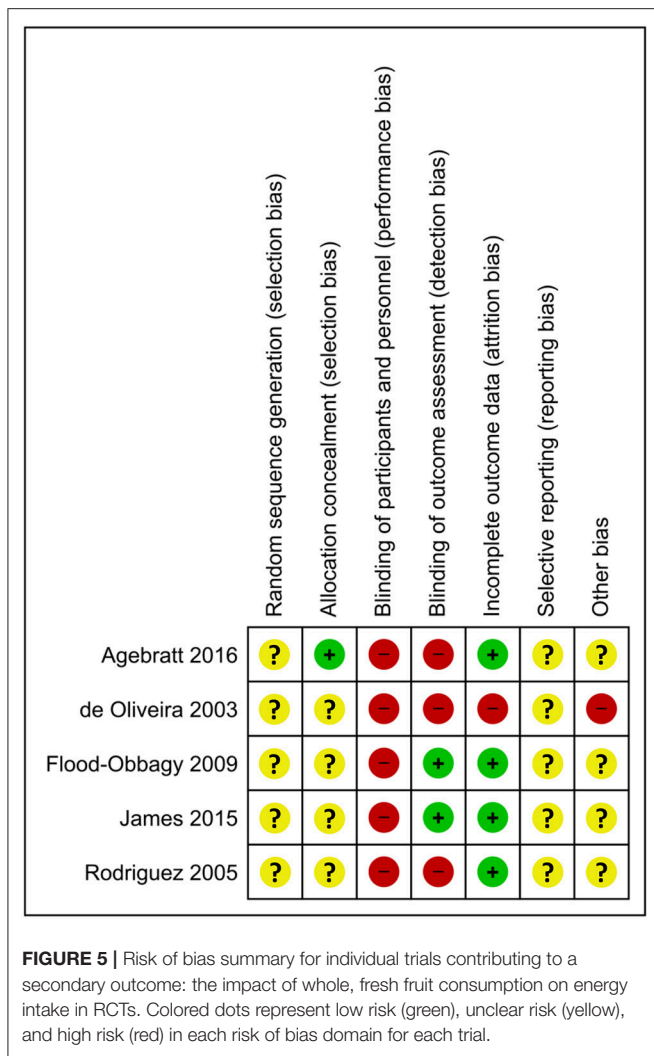 Random sequence generation (selection bias)
Allocation concealment (selection bias)
Blinding of participants and personnel (performance bias)
Blinding of outcome assessment (detection bias)
Incomplete outcome data (attrition bias)
Selective reporting (reporting bias)
Other bias
Agebratt 2016 ? + − − + ? ?
de Oliveira 2003 ? ? − − − ? −
Flood-Obbagy 2009 ? ? − + + ? ?
James 2015 ? ? − + + ? ?
Rodriguez 2005 ? ? − − + ? ?
FIGURE 5 | Risk of bias summary for individual trials contributing to a
secondary outcome: the impact of whole, fresh fruit consumption on energy
intake in RCTs. Colored dots represent low risk (green), unclear risk (yellow),
and high risk (red) in each risk of bias domain for each trial.